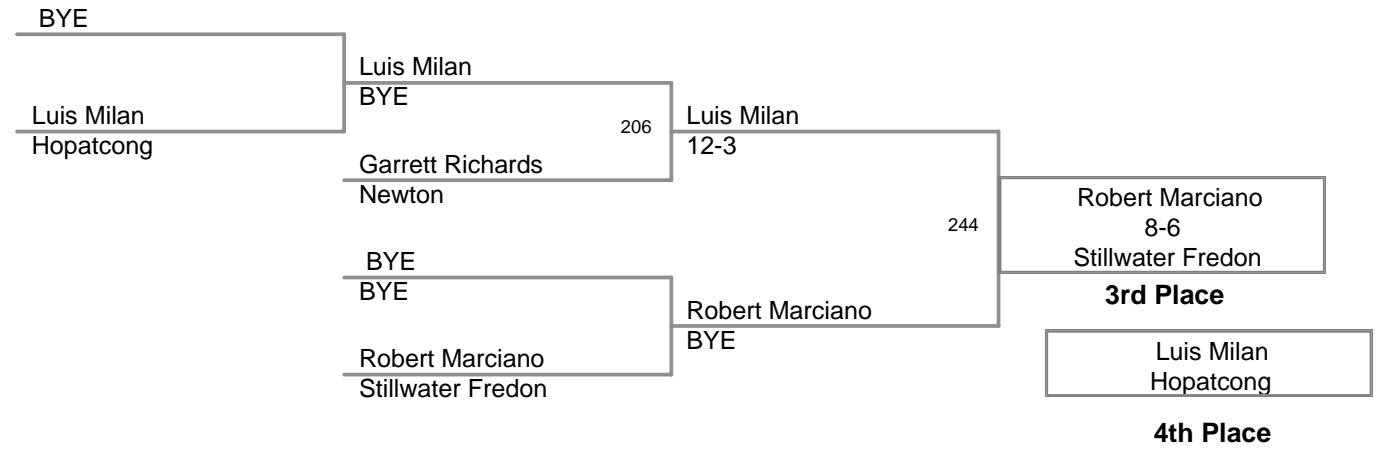 BYE
Luis Milan
Hopatcong
Luis Milan
BYE
206
Garrett Richards
Newton
BYE
BYE
Robert Marciano
Stillwater Fredon
Luis Milan
12-3
244
Robert Marciano
BYE
Robert Marciano
8-6
Stillwater Fredon
3rd Place
Luis Milan
Hopatcong
4th Place